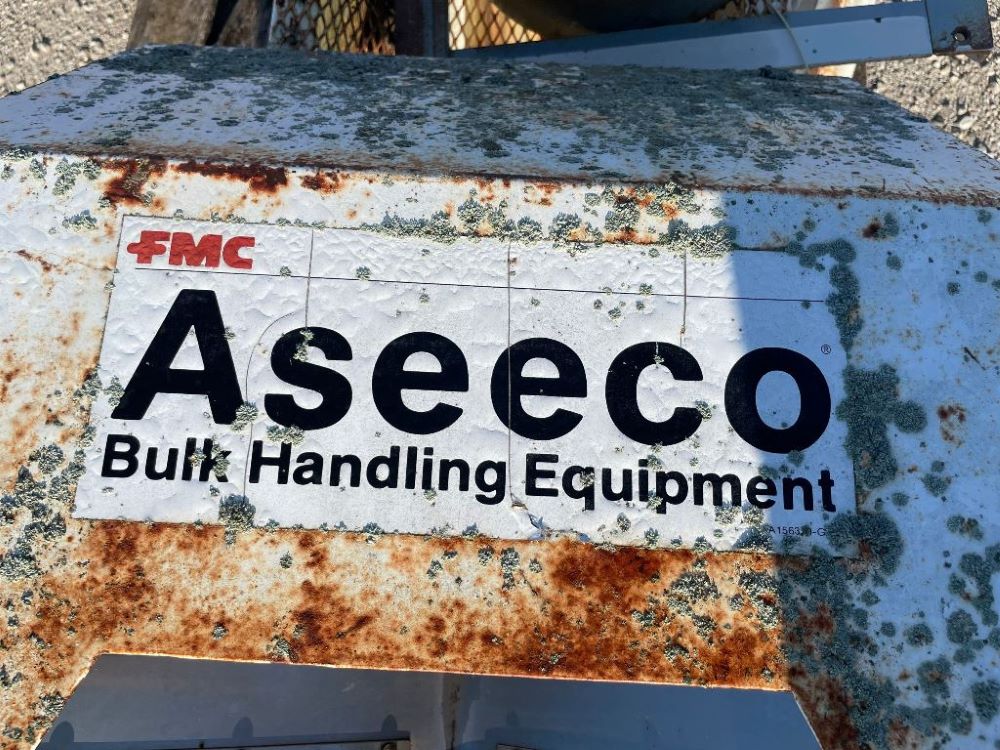 FMC
Aseeco®
Bulk Handling Equipment